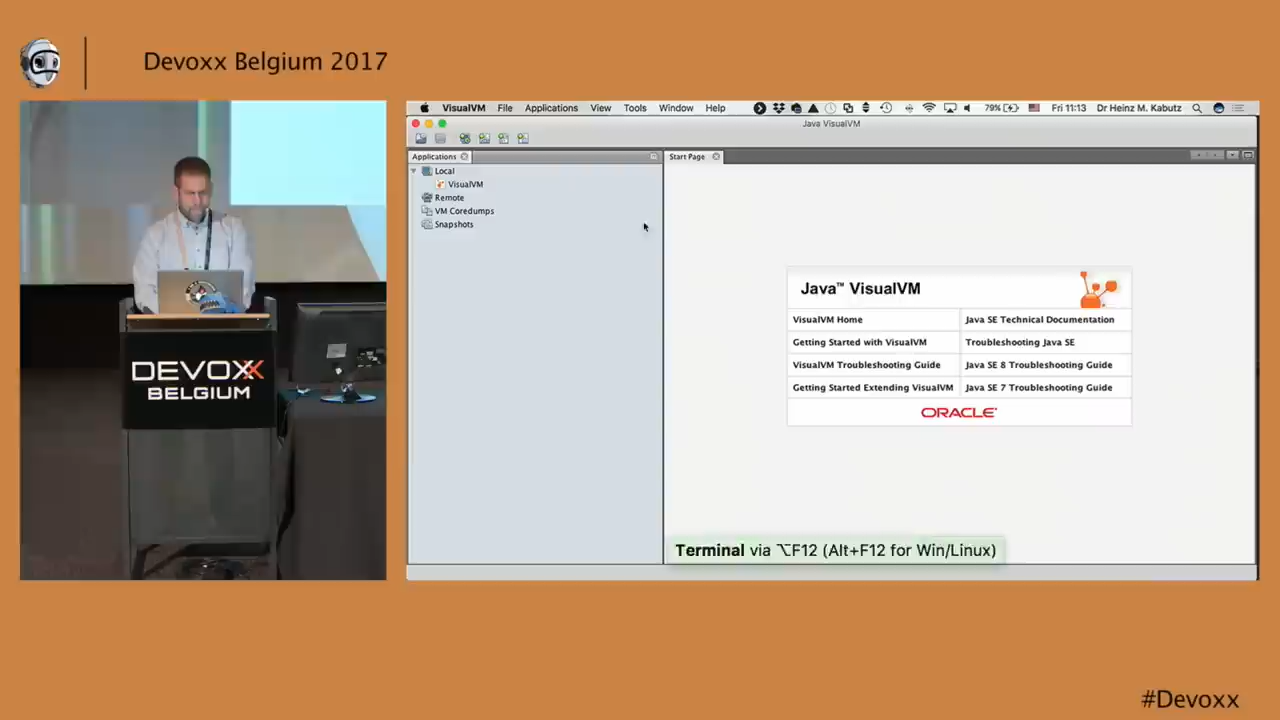 Devoxx Belgium 2017
VisualVM File Applications View Tools Window Help 79% Fri 11:13 Dr Heinz M. Kabutz
Java VisualVM
Applications
Start Page
Local
VisualVM
Remote
VM Coredumps
Snapshots
Java™ VisualVM
VisualVM Home
Java SE Technical Documentation
Getting Started with VisualVM
Troubleshooting Java SE
VisualVM Troubleshooting Guide
Java SE 8 Troubleshooting Guide
Getting Started Extending VisualVM
Java SE 7 Troubleshooting Guide
ORACLE
Terminal via ⌥F12 (Alt+F12 for Win/Linux)
DEVOXX
BELGIUM
#Devoxx